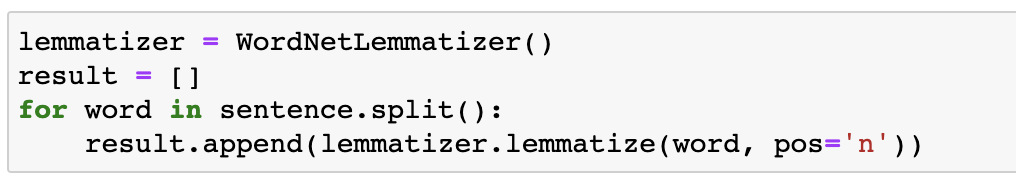 lemmatizer = WordNetLemmatizer()
result = []
for word in sentence.split():
    result.append(lemmatizer.lemmatize(word, pos='n'))